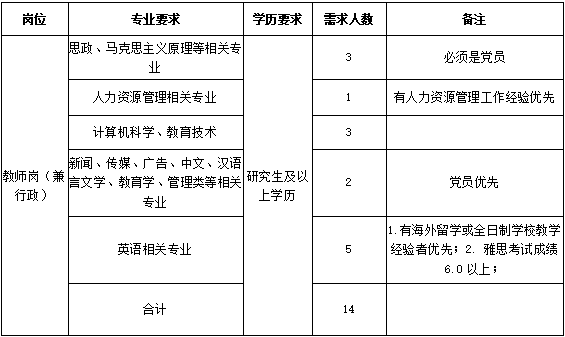 岗位 专业要求 学历要求 需求人数 备注
教师岗（兼
行政）
思政、马克思主义原理等相关专
业
研究生及以
上学历
3
必须是党员
人力资源管理相关专业
1
有人力资源管理工作经验优先
计算机科学、教育技术
3
新闻、传媒、广告、中文、汉语
言文学、教育学、管理类等相关
专业
2
党员优先
英语相关专业
5
1.有海外留学或全日制学校教学
经验者优先；2. 雅思考试成绩
6.0以上；
合计
14